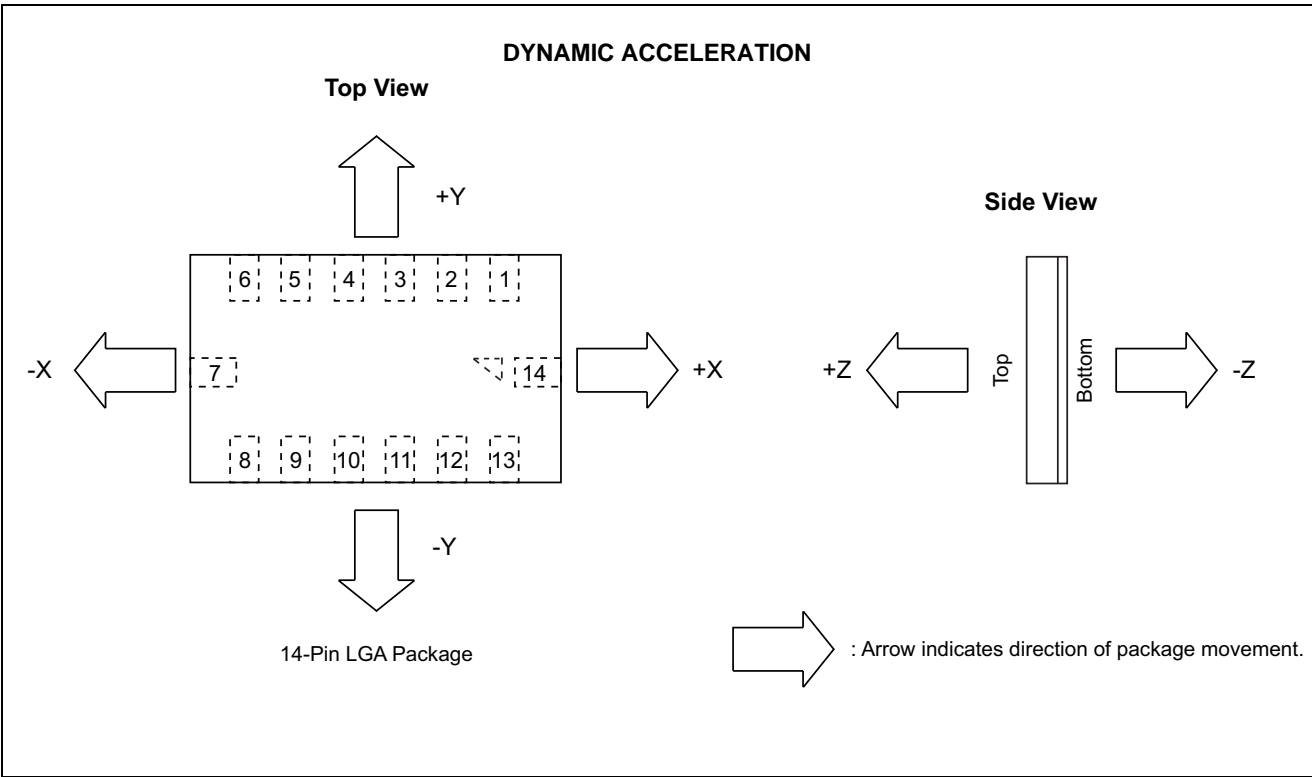 DYNAMIC ACCELERATION
Top View
+Y
Side View
6 5 4 3 2 1
-X
7
14
+X
+Z
Top
Bottom
-Z
8 9 10 11 12 13
-Y
14-Pin LGA Package
: Arrow indicates direction of package movement.